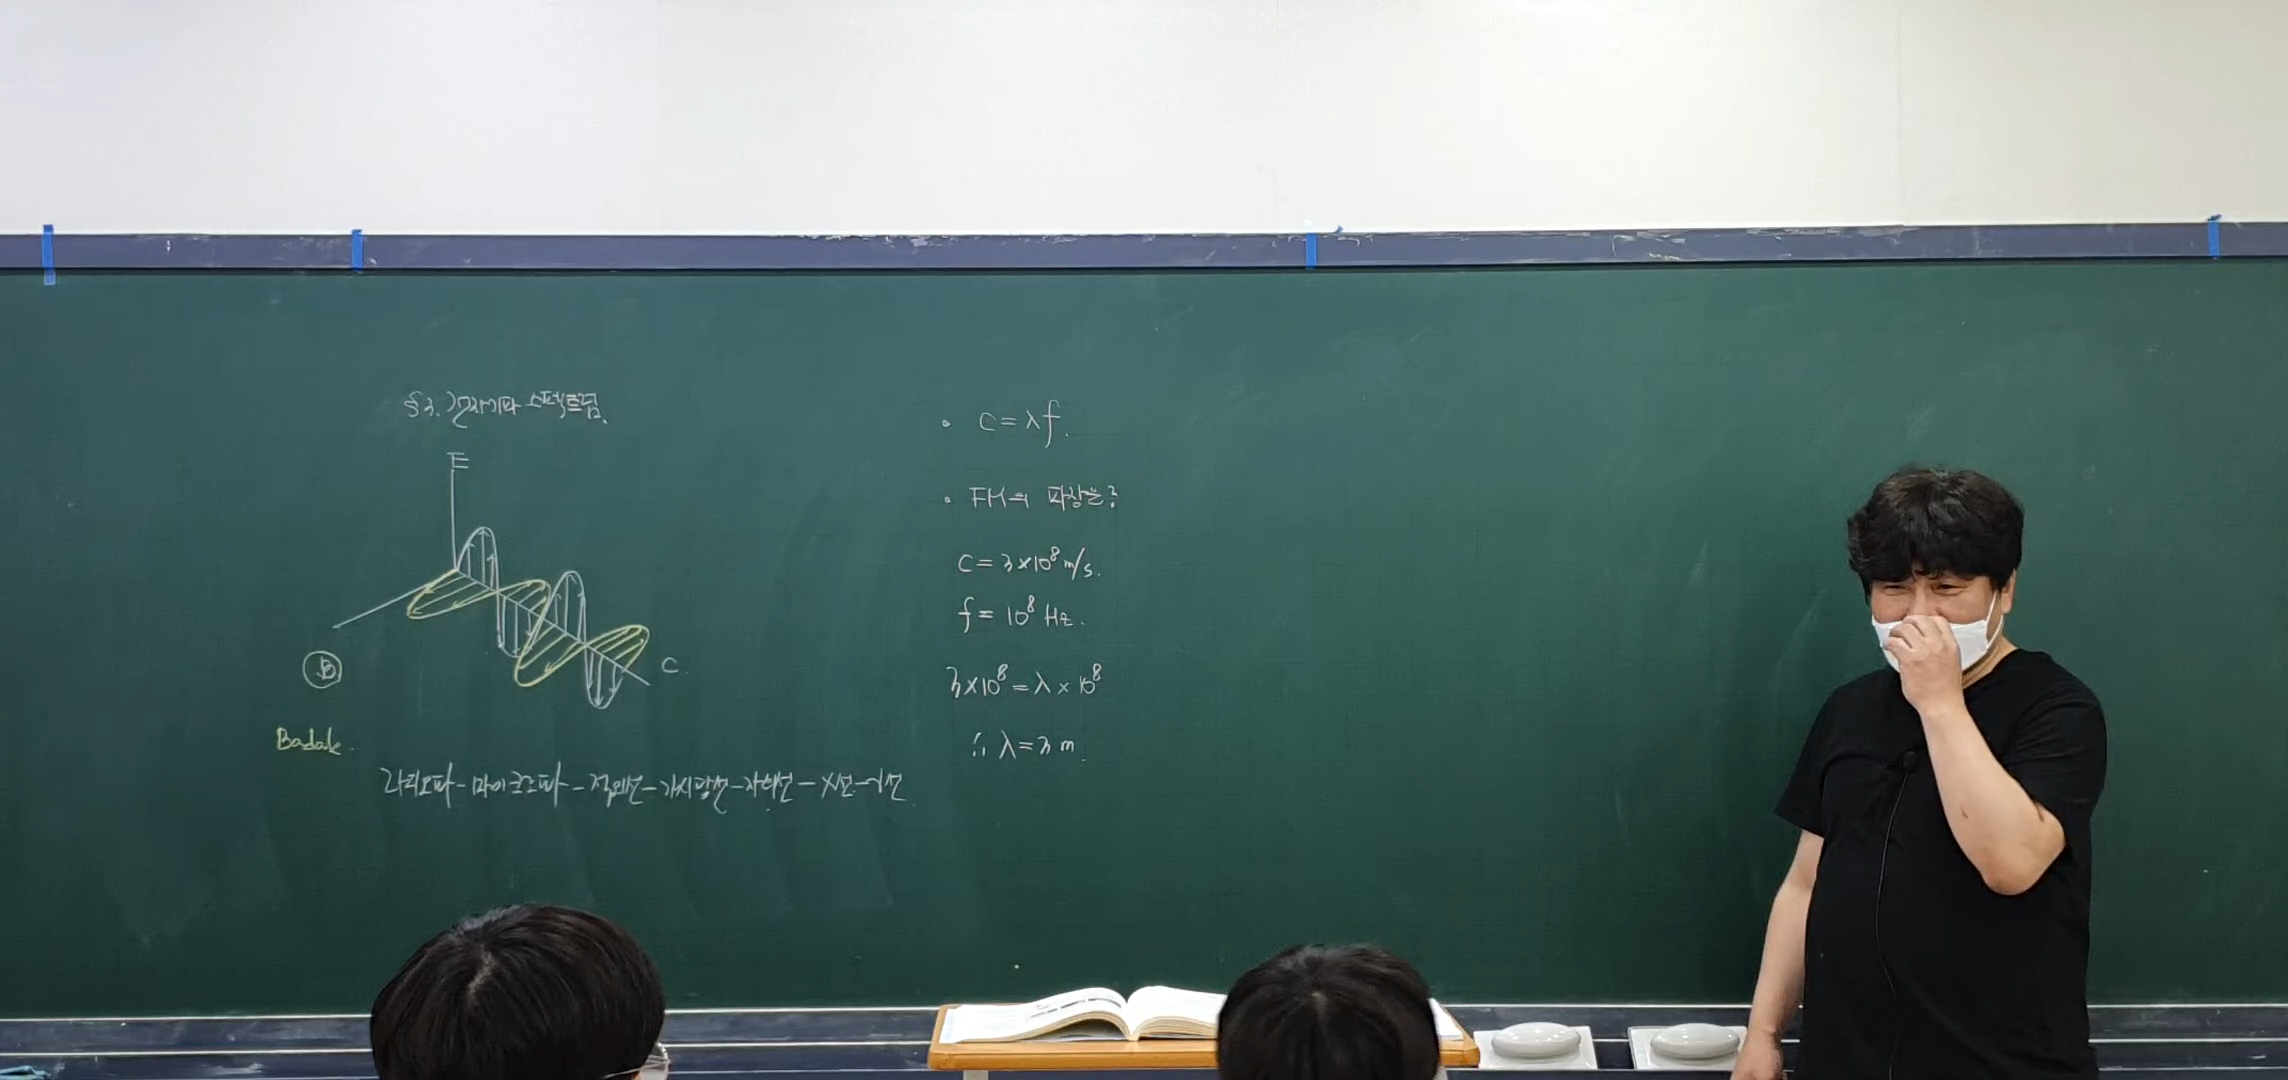 §3. 전자기파 스펙트럼.
E
B
C
라디오파 - 마이크로파 - 적외선 - 가시광선 - 자외선 - X선 - γ선
• C = λf.
• FM의 파장은?
C = 3×10⁸ m/s.
f = 10⁸ Hz.
3×10⁸ = λ × 10⁸
∴ λ = 3 m.